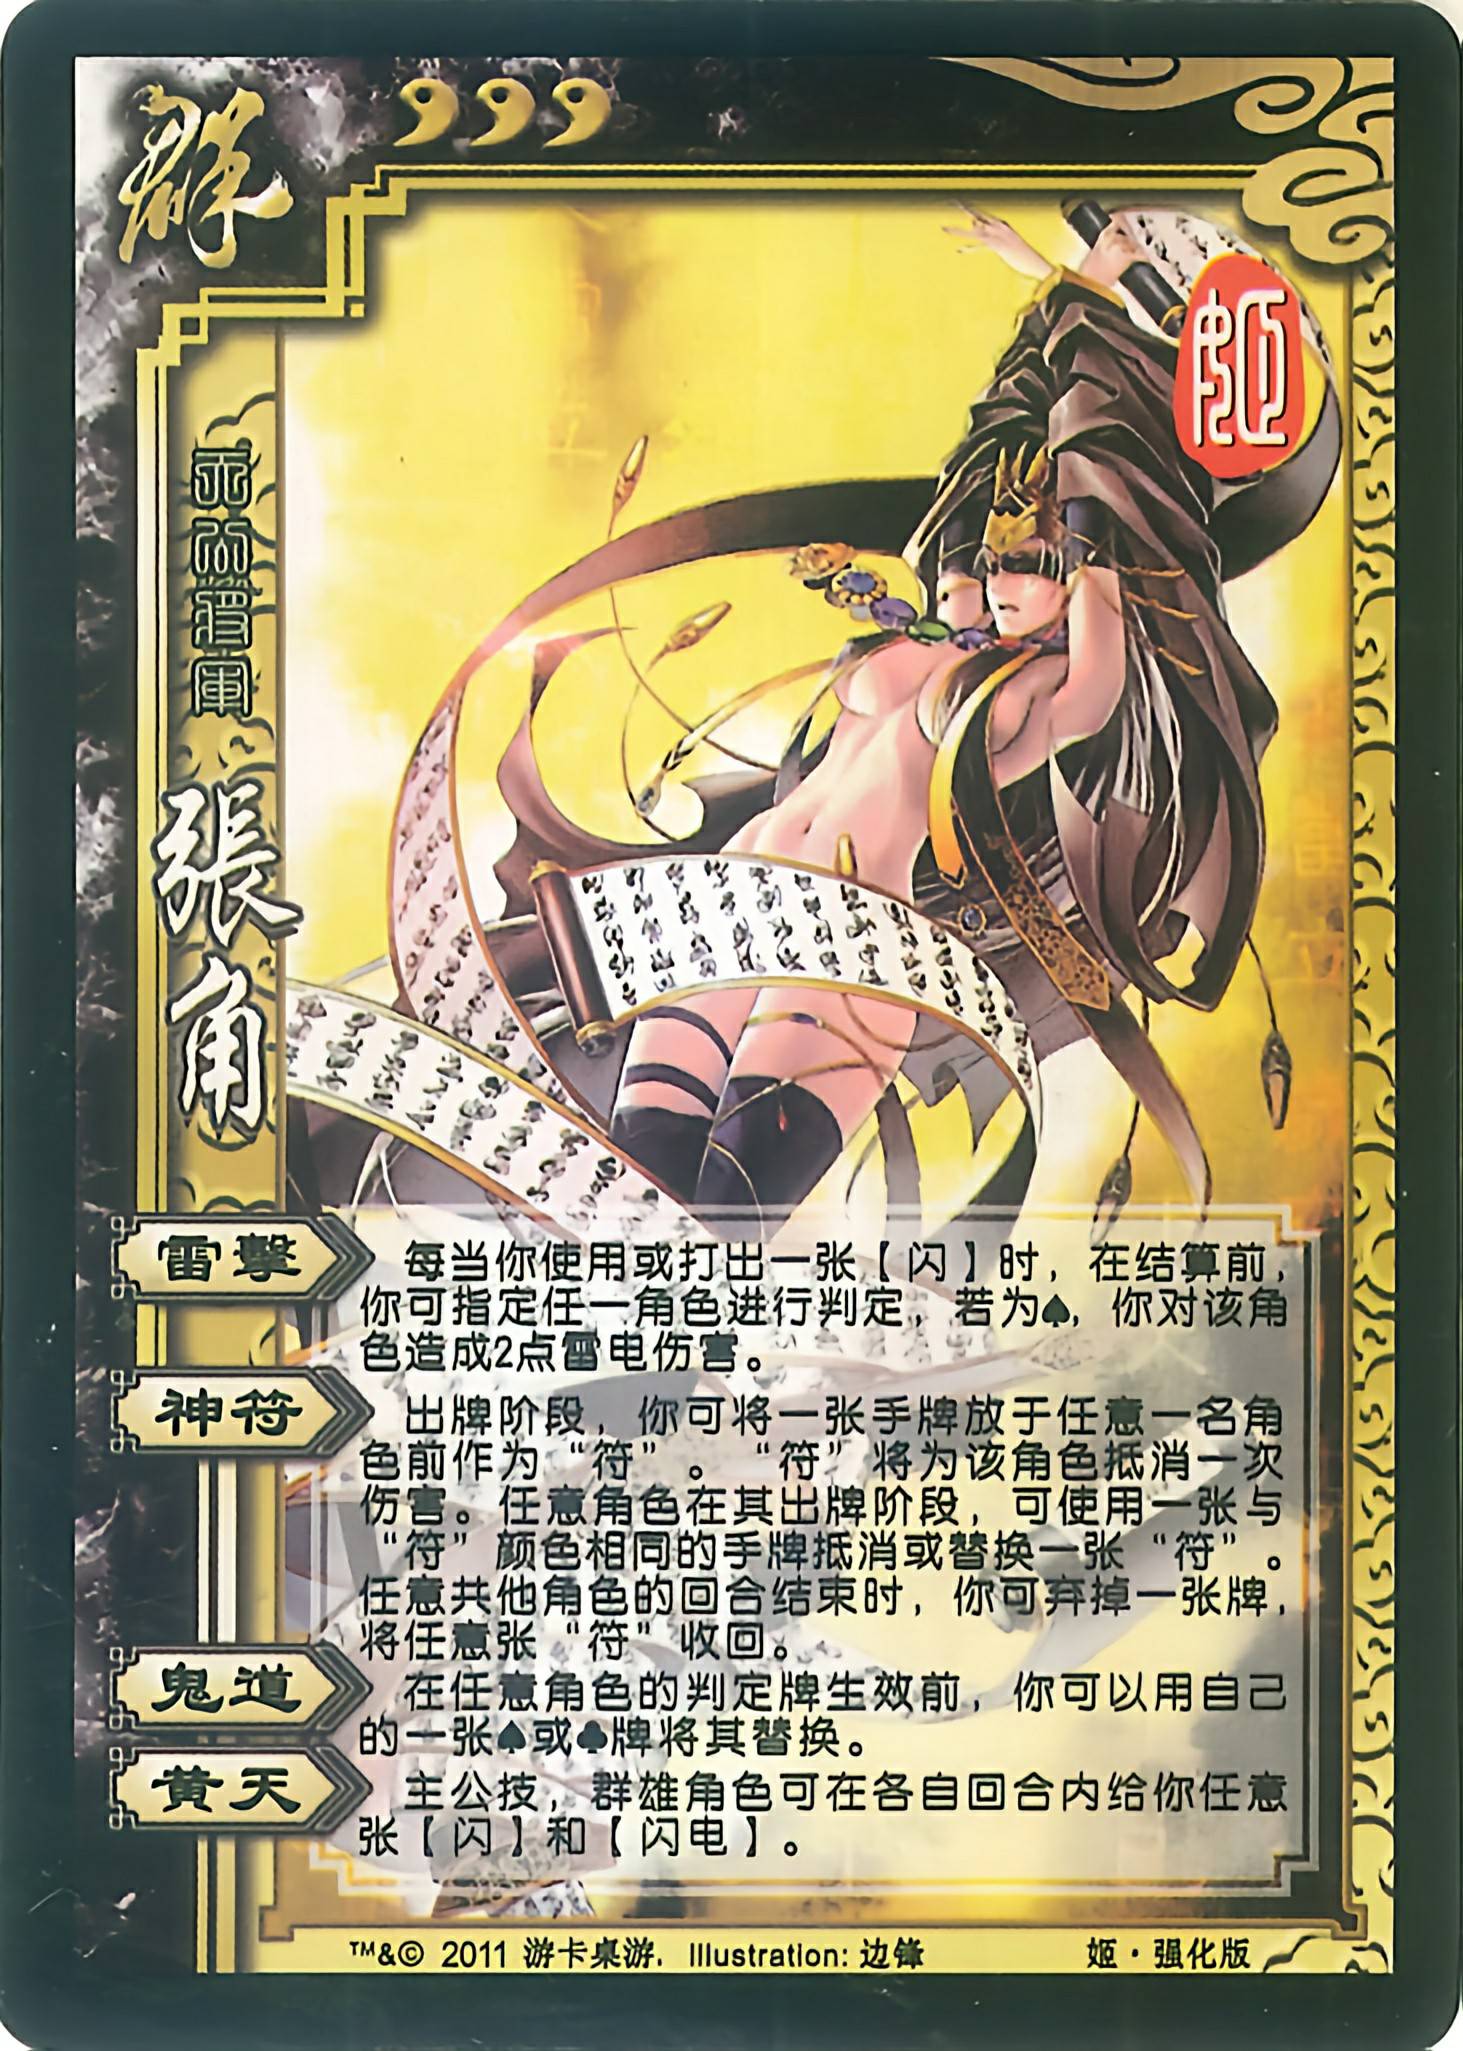 群
姬
天公将軍
張角
雷擊
每当你使用或打出一张【闪】时，在结算前，
你可指定任一角色进行判定，若为♠，你对该角
色造成2点雷电伤害。
神符
出牌阶段，你可将一张手牌放于任意一名角
色前作为“符”。“符”将为该角色抵消一次
伤害。任意角色在其出牌阶段，可使用一张与
“符”颜色相同的手牌抵消或替换一张“符”。
任意其他角色的回合结束时，你可弃掉一张牌，
将任意张“符”收回。
鬼道
在任意角色的判定牌生效前，你可以用自己
的一张♠或♣牌将其替换。
黄天
主公技，群雄角色可在各自回合内给你任意
张【闪】和【闪电】。
™&© 2011 游卡桌游. Illustration: 边锋
姬·强化版